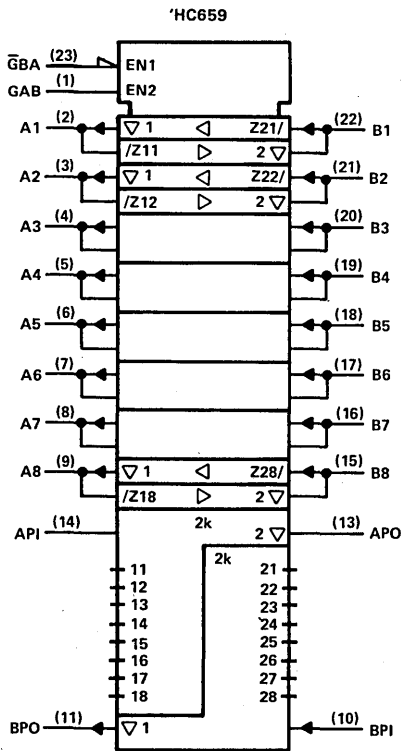 'HC659
G̅BA (23) EN1
GAB (1) EN2
A1 (2) ▽ 1 ◁ Z21/ (22) B1
/Z11 ▷ 2 ▽
A2 (3) ▽ 1 ◁ Z22/ (21) B2
/Z12 ▷ 2 ▽
A3 (4) (20) B3
A4 (5) (19) B4
A5 (6) (18) B5
A6 (7) (17) B6
A7 (8) (16) B7
A8 (9) ▽ 1 ◁ Z28/ (15) B8
/Z18 ▷ 2 ▽
2k
API (14) 2 ▽ (13) APO
2k
11 21
12 22
13 23
14 24
15 25
16 26
17 27
18 28
BPO (11) ▽ 1 (10) BPI